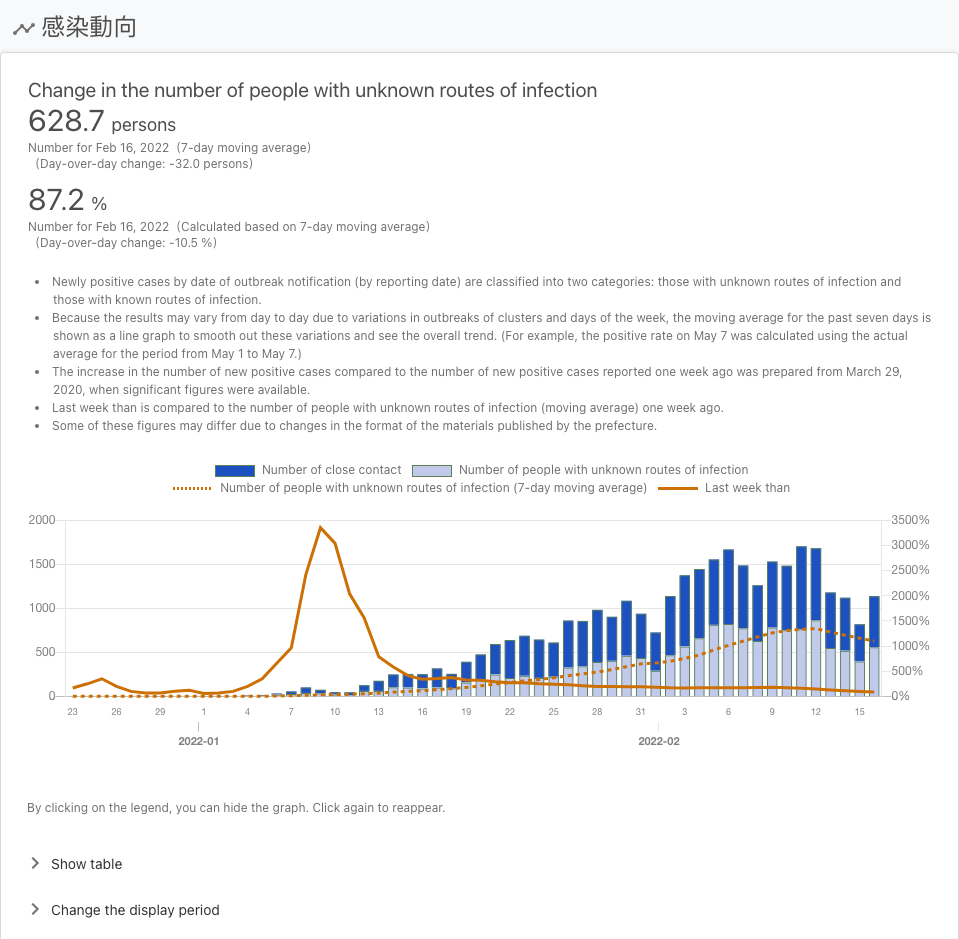 感染動向
Change in the number of people with unknown routes of infection
628.7 persons
Number for Feb 16, 2022 (7-day moving average)
(Day-over-day change: -32.0 persons)
87.2 %
Number for Feb 16, 2022 (Calculated based on 7-day moving average)
(Day-over-day change: -10.5 %)
• Newly positive cases by date of outbreak notification (by reporting date) are classified into two categories: those with unknown routes of infection and
those with known routes of infection.
• Because the results may vary from day to day due to variations in outbreaks of clusters and days of the week, the moving average for the past seven days is
shown as a line graph to smooth out these variations and see the overall trend. (For example, the positive rate on May 7 was calculated using the actual
average for the period from May 1 to May 7.)
• The increase in the number of new positive cases compared to the number of new positive cases reported one week ago was prepared from March 29,
2020, when significant figures were available.
• Last week than is compared to the number of people with unknown routes of infection (moving average) one week ago.
• Some of these figures may differ due to changes in the format of the materials published by the prefecture.
Number of close contact Number of people with unknown routes of infection
Number of people with unknown routes of infection (7-day moving average) Last week than
2000 3500%
3000%
1500 2500%
2000%
1000 1500%
500 1000%
500%
0 0%
23 26 29 1 4 7 10 13 16 19 22 25 28 31 3 6 9 12 15
2022-01 2022-02
By clicking on the legend, you can hide the graph. Click again to reappear.
Show table
Change the display period